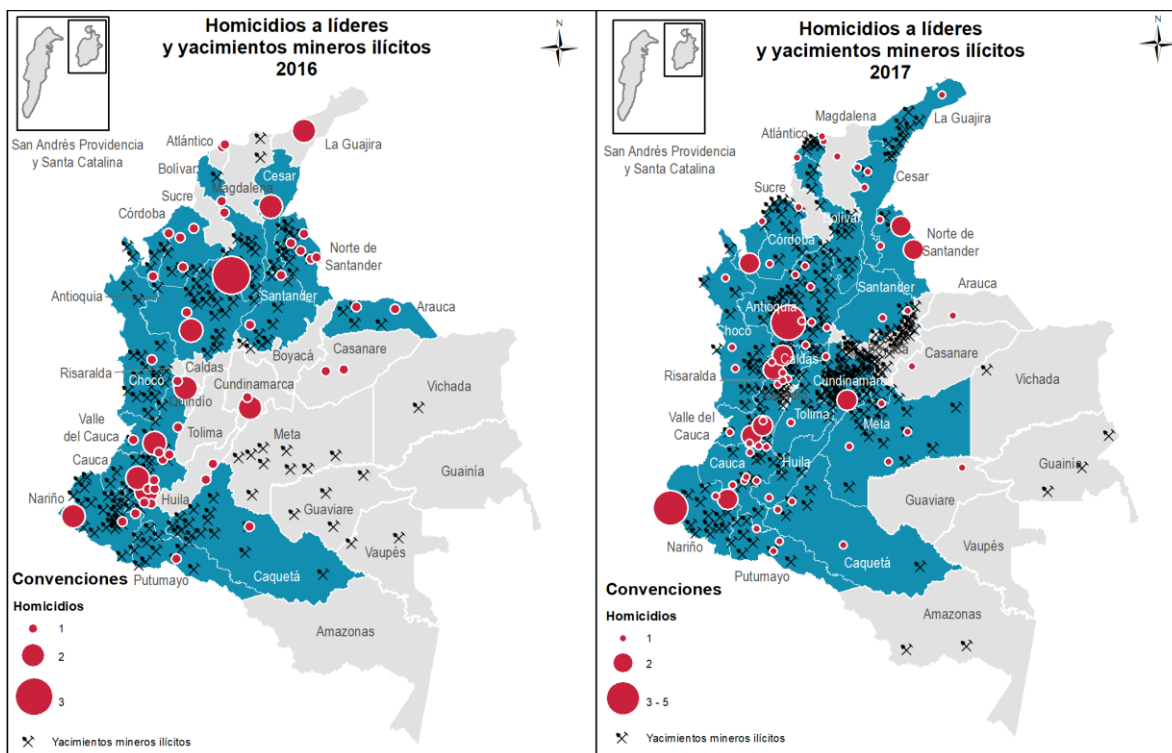 Homicidios a líderes
y yacimientos mineros ilícitos
2016
N
San Andrés Providencia
y Santa Catalina
Atlántico
La Guajira
Bolívar
Cesar
Magdalena
Sucre
Córdoba
Norte de
Santander
Antioquia
Santander
Arauca
Boyacá
Casanare
Caldas
Risaralda
Chocó
Cundinamarca
Vichada
Quindío
Valle
del Cauca
Tolima
Meta
Cauca
Guainía
Nariño
Huila
Guaviare
Vaupés
Putumayo
Caquetá
Amazonas
Convenciones
Homicidios
1
2
3
Yacimientos mineros ilícitos
Homicidios a líderes
y yacimientos mineros ilícitos
2017
N
San Andrés Providencia
y Santa Catalina
Magdalena
Atlántico
La Guajira
Cesar
Sucre
Bolívar
Córdoba
Norte de
Santander
Santander
Arauca
Antioquia
Chocó
Casanare
Caldas
Risaralda
Cundinamarca
Vichada
Tolima
Meta
Valle del
Cauca
Cauca
Huila
Guainía
Guaviare
Nariño
Vaupés
Putumayo
Caquetá
Amazonas
Convenciones
Homicidios
1
2
3 - 5
Yacimientos mineros ilícitos